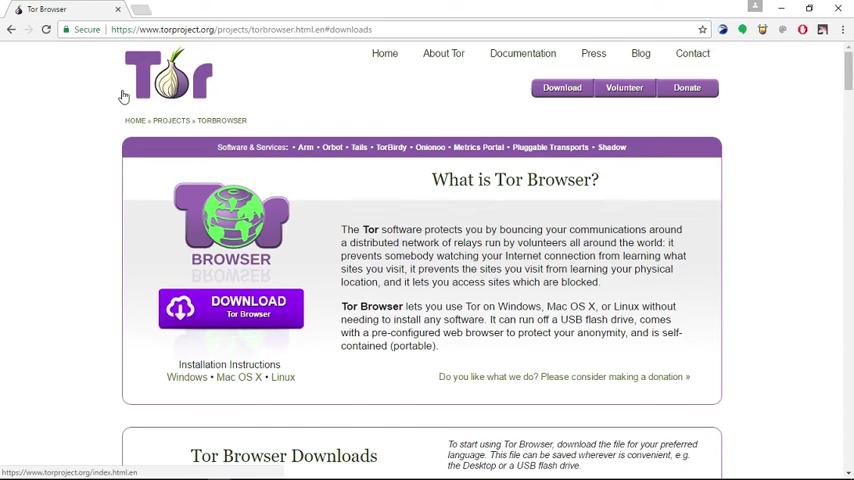 Tor Browser
Secure https://www.torproject.org/projects/torbrowser.html.en#downloads
Tor
Home About Tor Documentation Press Blog Contact
Download Volunteer Donate
HOME » PROJECTS » TORBROWSER
Software & Services: • Arm • Orbot • Tails • TorBirdy • Onionoo • Metrics Portal • Pluggable Transports • Shadow
Tor
BROWSER
DOWNLOAD
Tor Browser
Installation Instructions
Windows • Mac OS X • Linux
What is Tor Browser?
The Tor software protects you by bouncing your communications around
a distributed network of relays run by volunteers all around the world: it
prevents somebody watching your Internet connection from learning what
sites you visit, it prevents the sites you visit from learning your physical
location, and it lets you access sites which are blocked.
Tor Browser lets you use Tor on Windows, Mac OS X, or Linux without
needing to install any software. It can run off a USB flash drive, comes
with a pre-configured web browser to protect your anonymity, and is self-
contained (portable).
Do you like what we do? Please consider making a donation »
Tor Browser Downloads
To start using Tor Browser, download the file for your preferred
language. This file can be saved wherever is convenient, e.g.
the Desktop or a USB flash drive.
https://www.torproject.org/index.html.en